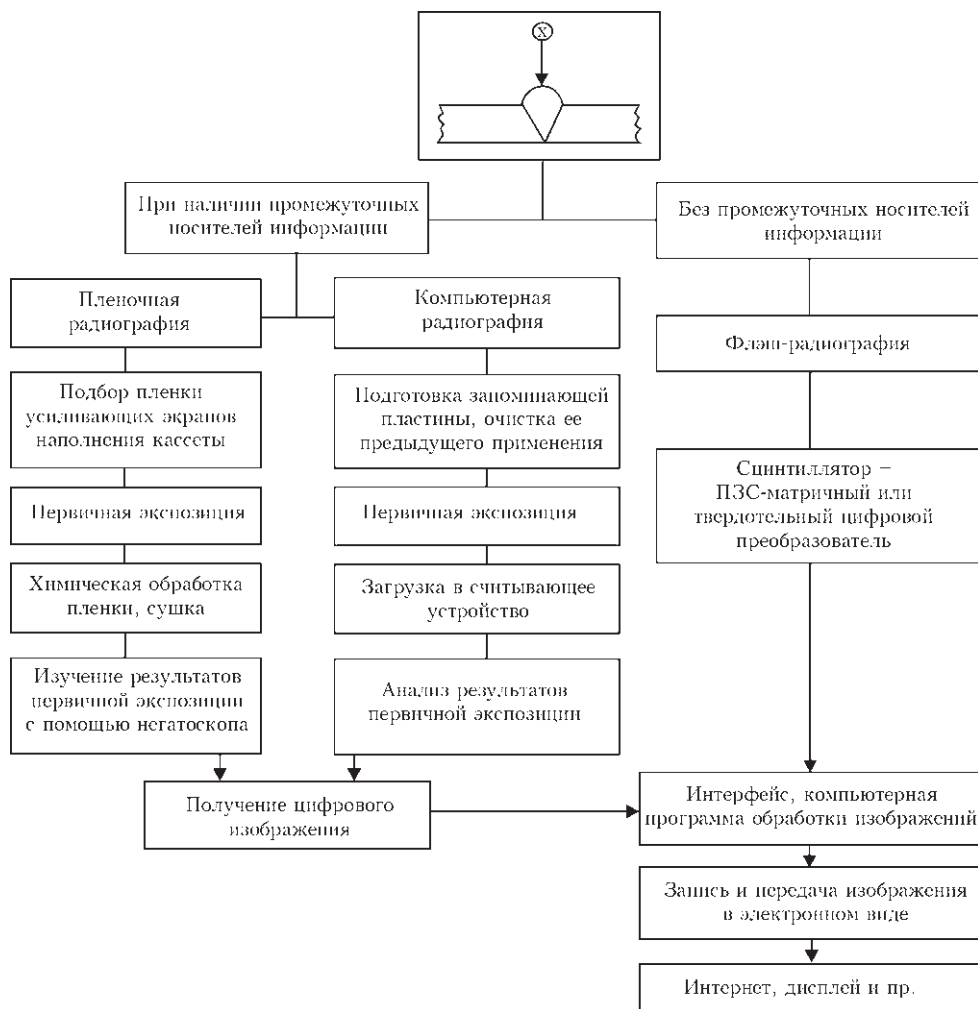 X
При наличии промежуточных
носителей информации
Без промежуточных носителей
информации
Пленочная
радиография
Компьютерная
радиография
Флэш-радиография
Подбор пленки
усиливающих экранов
наполнения кассеты
Подготовка запоминающей
пластины, очистка ее
предыдущего применения
Сцинтиллятор –
ПЗС-матричный или
твердотельный цифровой
преобразователь
Первичная экспозиция
Первичная экспозиция
Химическая обработка
пленки, сушка
Загрузка в считывающее
устройство
Изучение результатов
первичной экспозиции
с помощью негатоскопа
Анализ результатов
первичной экспозиции
Получение цифрового
изображения
Интерфейс, компьютерная
программа обработки изображений
Запись и передача изображения
в электронном виде
Интернет, дисплей и пр.